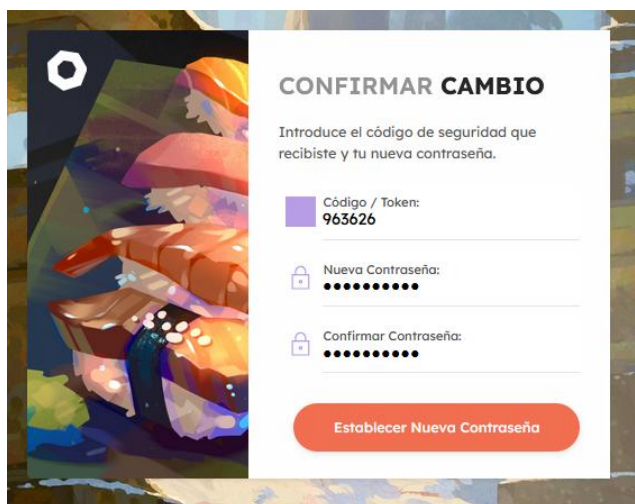 CONFIRMAR CAMBIO
Introduce el código de seguridad que
recibiste y tu nueva contraseña.
Código / Token:
963626
Nueva Contraseña:
●●●●●●●●●●
Confirmar Contraseña:
●●●●●●●●●●
Establecer Nueva Contraseña